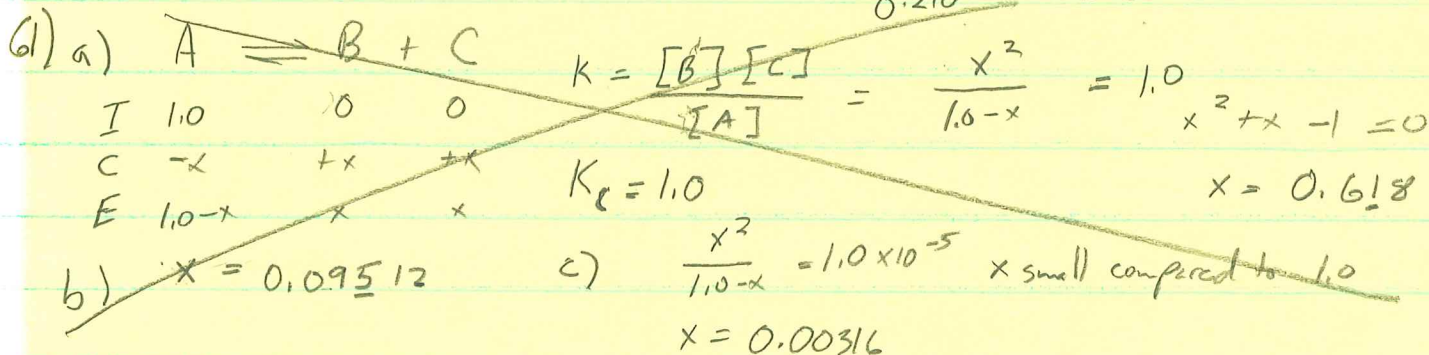 0.210
61) a) A ⇌ B + C K = [B][C] / [A] = x² / 1.0-x = 1.0
I 1.0 0 0 x² + x - 1 = 0
C -x +x +x Kc = 1.0
E 1.0-x x x x = 0.618
b) x = 0.09512 c) x² / 1.0-x = 1.0 x 10⁻⁵ x small compared to 1.0
x = 0.00316